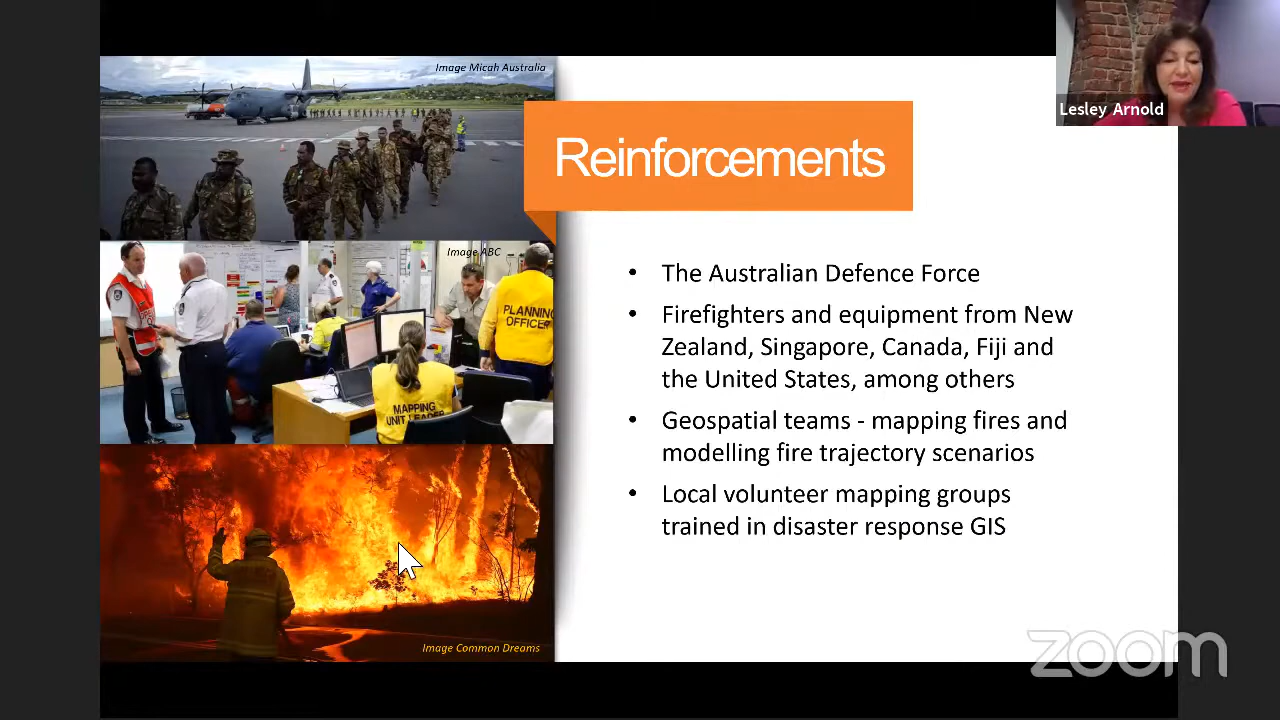 Image Micah Australia
Lesley Arnold
Reinforcements
Image ABC
PLANNING
OFFICER
MAPPING
UNIT LEADER
• The Australian Defence Force
• Firefighters and equipment from New
Zealand, Singapore, Canada, Fiji and
the United States, among others
• Geospatial teams - mapping fires and
modelling fire trajectory scenarios
• Local volunteer mapping groups
trained in disaster response GIS
Image Common Dreams
zoom